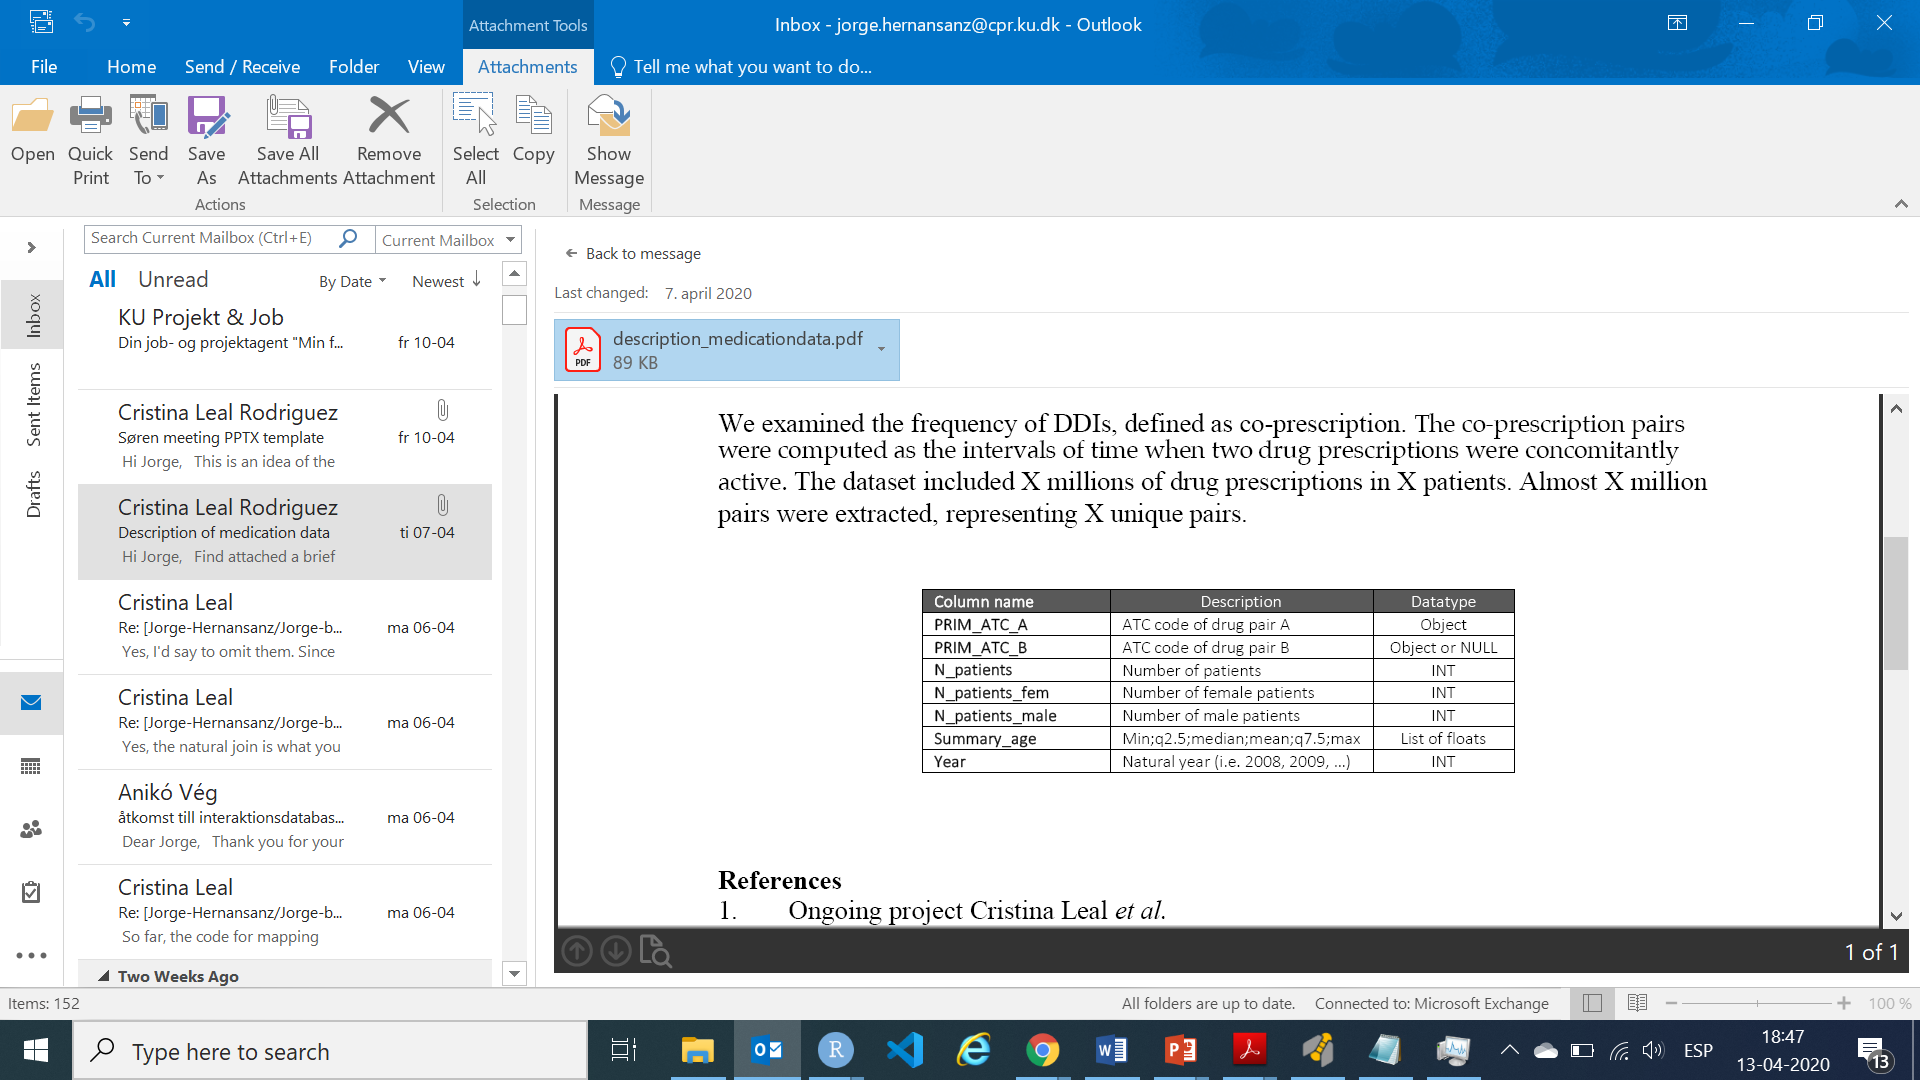 Attachment Tools
Inbox - jorge.hernansanz@cpr.ku.dk - Outlook
File
Home
Send / Receive
Folder
View
Attachments
Tell me what you want to do...
Open
Quick Print
Send To
Save As
Save All Attachments
Remove Attachment
Select All
Copy
Show Message
Actions
Selection
Message
Search Current Mailbox (Ctrl+E)
Current Mailbox
All
Unread
By Date
Newest
Inbox
Sent Items
Drafts
KU Projekt & Job
Din job- og projektagent "Min f...
fr 10-04
Cristina Leal Rodriguez
Søren meeting PPTX template
fr 10-04
Hi Jorge, This is an idea of the
Cristina Leal Rodriguez
Description of medication data
ti 07-04
Hi Jorge, Find attached a brief
Cristina Leal
Re: [Jorge-Hernansanz/Jorge-b...
ma 06-04
Yes, I'd say to omit them. Since
Cristina Leal
Re: [Jorge-Hernansanz/Jorge-b...
ma 06-04
Yes, the natural join is what you
Anikó Vég
åtkomst till interaktionsdatabas...
ma 06-04
Dear Jorge, Thank you for your
Cristina Leal
Re: [Jorge-Hernansanz/Jorge-b...
ma 06-04
So far, the code for mapping
Two Weeks Ago
Back to message
Last changed: 7. april 2020
PDF
description_medicationdata.pdf
89 KB
We examined the frequency of DDIs, defined as co-prescription. The co-prescription pairs
were computed as the intervals of time when two drug prescriptions were concomitantly
active. The dataset included X millions of drug prescriptions in X patients. Almost X million
pairs were extracted, representing X unique pairs.
Column name Description Datatype
PRIM_ATC_A ATC code of drug pair A Object
PRIM_ATC_B ATC code of drug pair B Object or NULL
N_patients Number of patients INT
N_patients_fem Number of female patients INT
N_patients_male Number of male patients INT
Summary_age Min;q2.5;median;mean;q7.5;max List of floats
Year Natural year (i.e. 2008, 2009, ...) INT
References
1. Ongoing project Cristina Leal et al.
1 of 1
Items: 152
All folders are up to date.
Connected to: Microsoft Exchange
100 %
Type here to search
ESP
18:47
13-04-2020
13